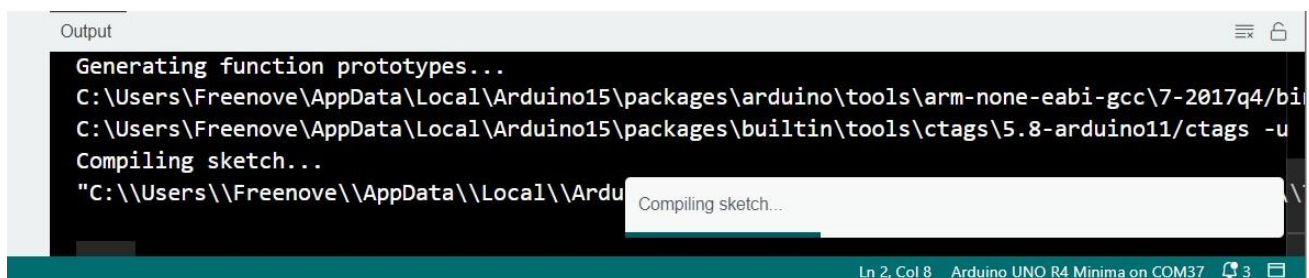 Output
Generating function prototypes...
C:\Users\Freenove\AppData\Local\Arduino15\packages\arduino\tools\arm-none-eabi-gcc\7-2017q4/bi
C:\Users\Freenove\AppData\Local\Arduino15\packages\builtin\tools\ctags\5.8-arduino11/ctags -u
Compiling sketch...
"C:\\Users\\Freenove\\AppData\\Local\\Ardu
Compiling sketch...
Ln 2, Col 8 Arduino UNO R4 Minima on COM37 3